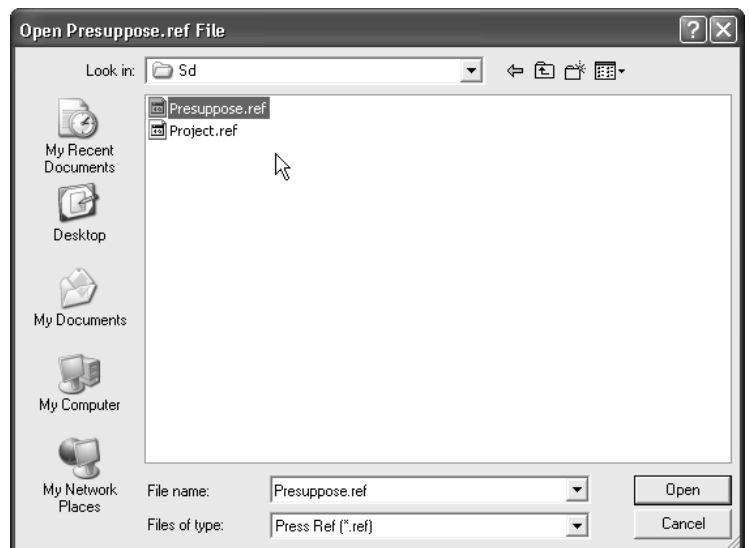 Open Presuppose.ref File
Look in: Sd
Presuppose.ref
Project.ref
My Recent
Documents
Desktop
My Documents
My Computer
My Network
Places
File name: Presuppose.ref Open
Files of type: Press Ref (*.ref) Cancel